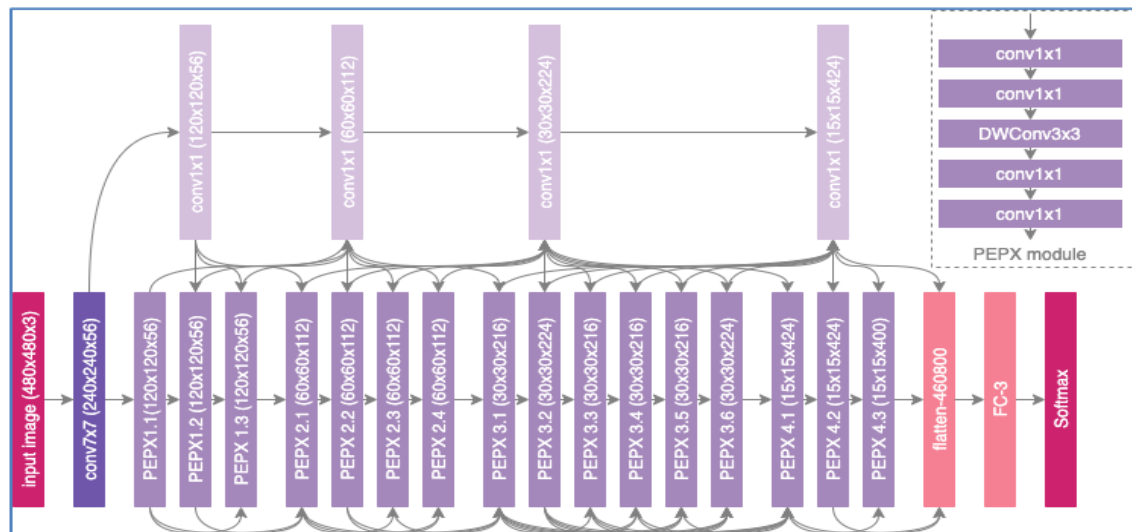 conv1x1 (120x120x56)
conv1x1 (60x60x112)
conv1x1 (30x30x224)
conv1x1 (15x15x424)
conv1x1
conv1x1
DWConv3x3
conv1x1
conv1x1
PEPX module
input image (480x480x3)
conv7x7 (240x240x56)
PEPX1.1(120x120x56)
PEPX1.2 (120x120x56)
PEPX 1.3 (120x120x56)
PEPX 2.1 (60x60x112)
PEPX 2.2 (60x60x112)
PEPX 2.3 (60x60x112)
PEPX 2.4 (60x60x112)
PEPX 3.1 (30x30x216)
PEPX 3.2 (30x30x224)
PEPX 3.3 (30x30x216)
PEPX 3.4 (30x30x216)
PEPX 3.5 (30x30x216)
PEPX 3.6 (30x30x224)
PEPX 4.1 (15x15x424)
PEPX 4.2 (15x15x424)
PEPX 4.3 (15x15x400)
flatten-460800
FC-3
Softmax